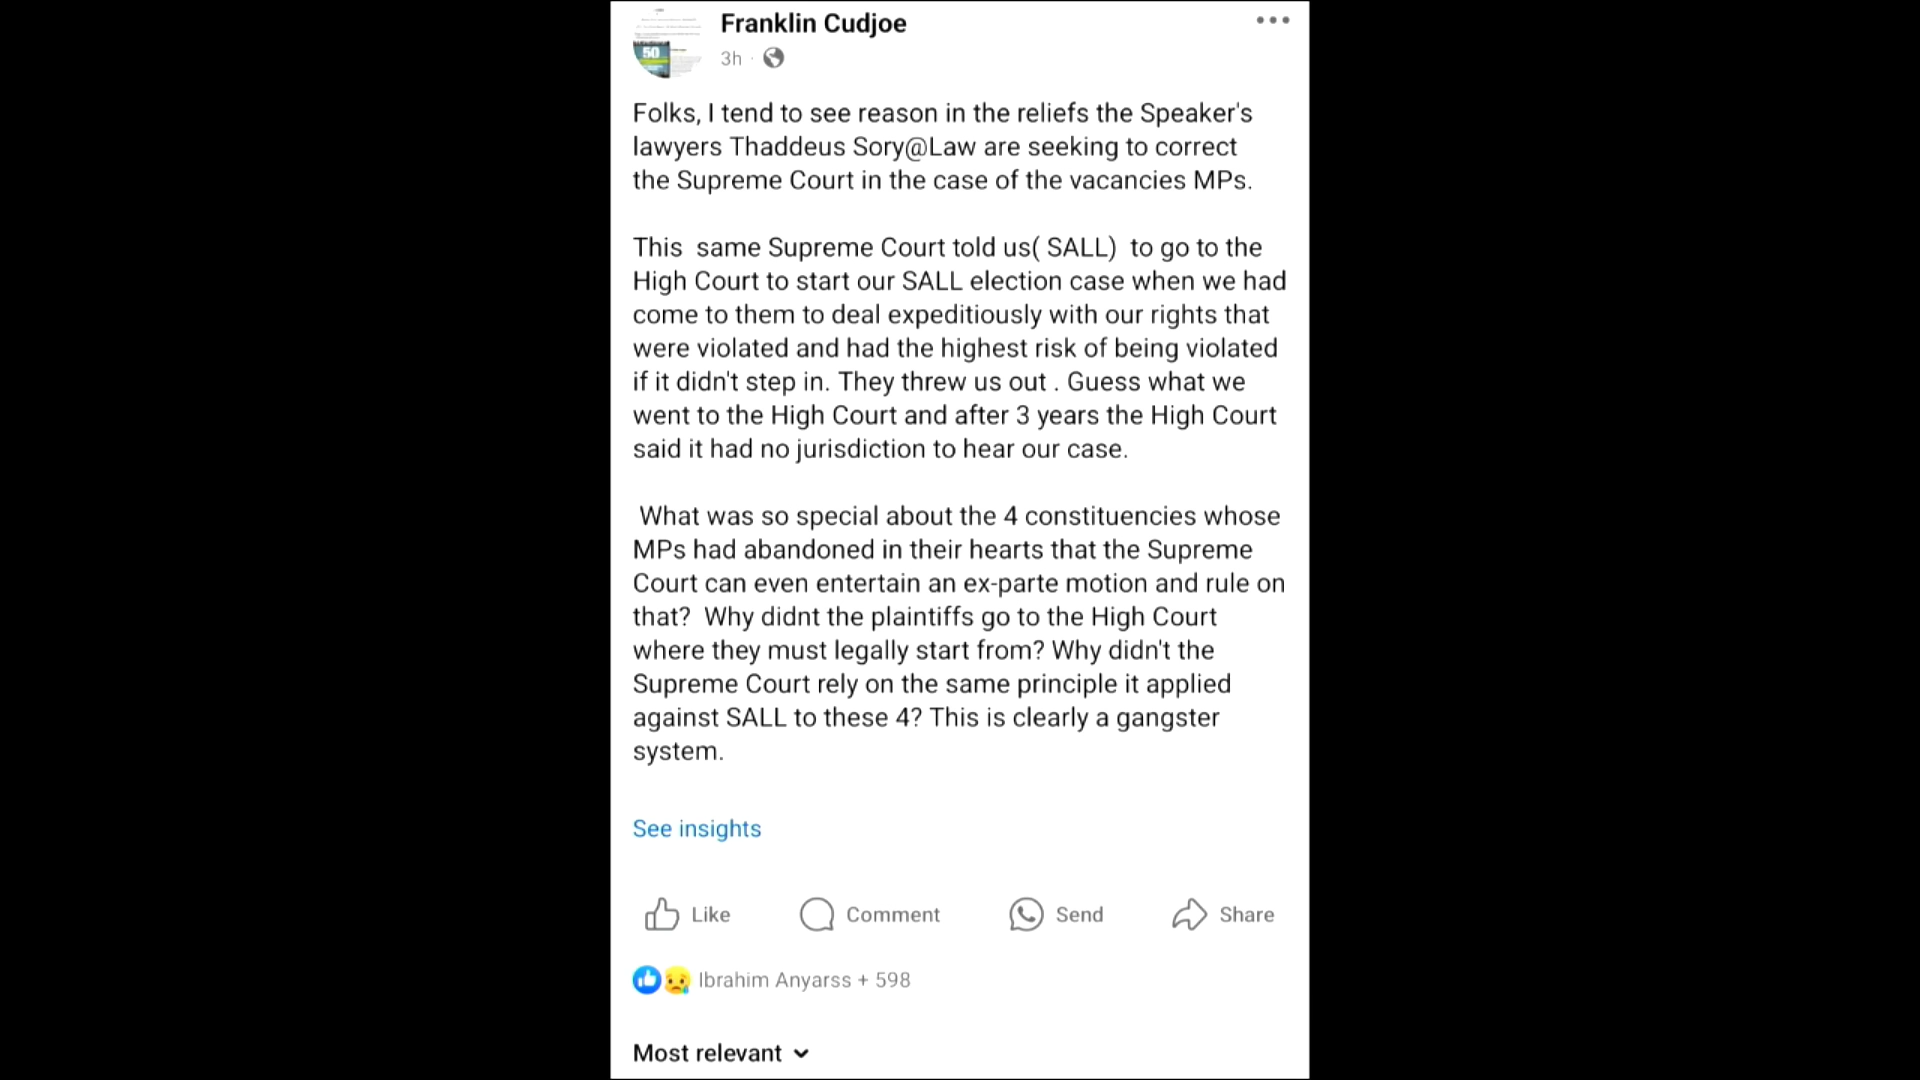 Franklin Cudjoe
3h ·
50
Folks, I tend to see reason in the reliefs the Speaker's
lawyers Thaddeus Sory@Law are seeking to correct
the Supreme Court in the case of the vacancies MPs.
This  same Supreme Court told us( SALL)  to go to the
High Court to start our SALL election case when we had
come to them to deal expeditiously with our rights that
were violated and had the highest risk of being violated
if it didn't step in. They threw us out . Guess what we
went to the High Court and after 3 years the High Court
said it had no jurisdiction to hear our case.
What was so special about the 4 constituencies whose
MPs had abandoned in their hearts that the Supreme
Court can even entertain an ex-parte motion and rule on
that?  Why didnt the plaintiffs go to the High Court
where they must legally start from? Why didn't the
Supreme Court rely on the same principle it applied
against SALL to these 4? This is clearly a gangster
system.
See insights
Like Comment Send Share
Ibrahim Anyarss + 598
Most relevant